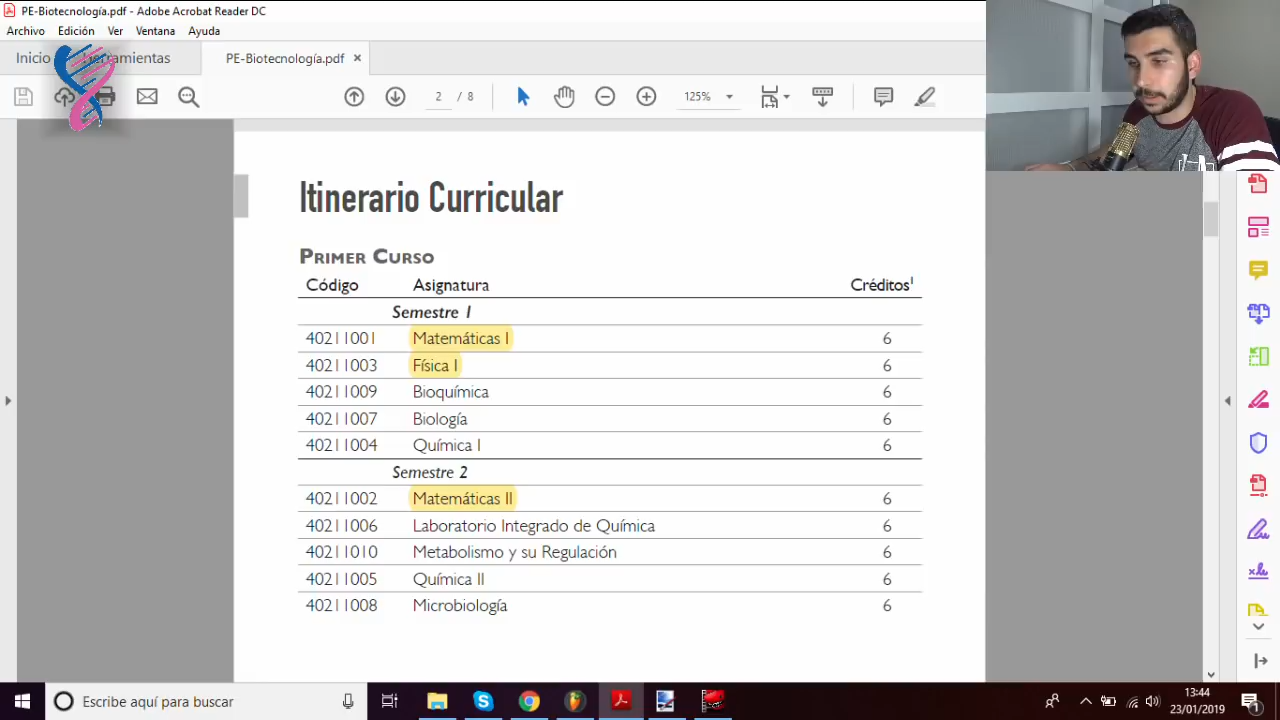 PE-Biotecnología.pdf - Adobe Acrobat Reader DC
Archivo Edición Ver Ventana Ayuda
Inicio PE-Biotecnología.pdf ×
2 / 8 125%
Itinerario Curricular
PRIMER CURSO
Código Asignatura Créditos¹
Semestre 1
40211001 Matemáticas I 6
40211003 Física I 6
40211009 Bioquímica 6
40211007 Biología 6
40211004 Química I 6
Semestre 2
40211002 Matemáticas II 6
40211006 Laboratorio Integrado de Química 6
40211010 Metabolismo y su Regulación 6
40211005 Química II 6
40211008 Microbiología 6
Escribe aquí para buscar
13:44
23/01/2019
1